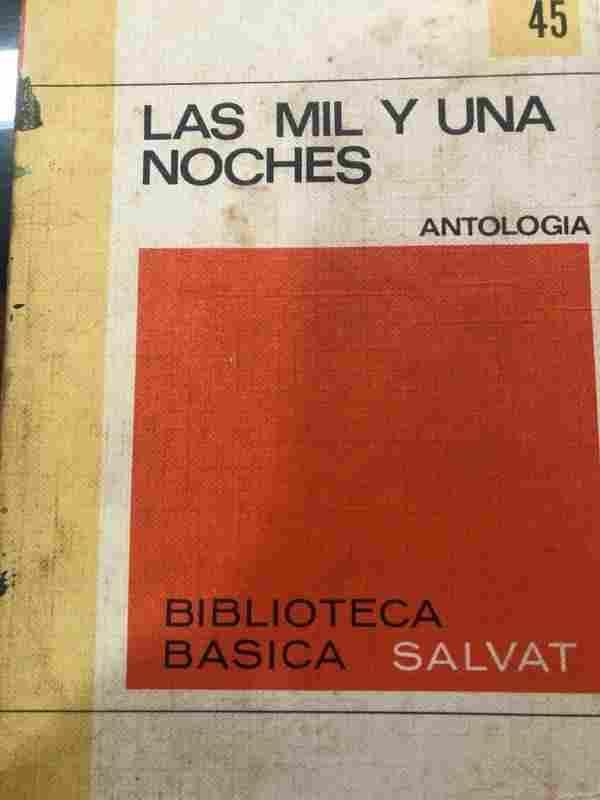 45
LAS MIL Y UNA
NOCHES
ANTOLOGIA
BIBLIOTECA
BASICA SALVAT